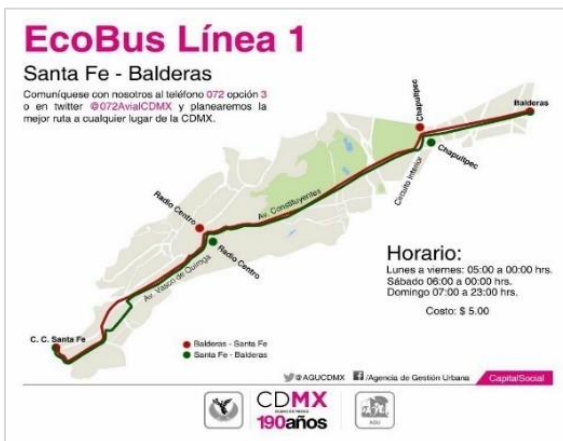 EcoBus Línea 1
Santa Fe - Balderas
Comuníquese con nosotros al teléfono 072 opción 3
o en twitter @072AvialCDMX y planearemos la
mejor ruta a cualquier lugar de la CDMX.
Chapultepec
Balderas
Chapultepec
Circuito Interior
Av. Constituyentes
Radio Centro
Radio Centro
Av. Vasco de Quiroga
C. C. Santa Fe
Horario:
Lunes a viernes: 05:00 a 00:00 hrs.
Sábado 06:00 a 00:00 hrs.
Domingo 07:00 a 23:00 hrs.
Costo: $ 5.00
Balderas - Santa Fe
Santa Fe - Balderas
@AGUCDMX /Agencia de Gestión Urbana CapitalSocial
CDMX
CIUDAD DE MÉXICO
190años
AGU